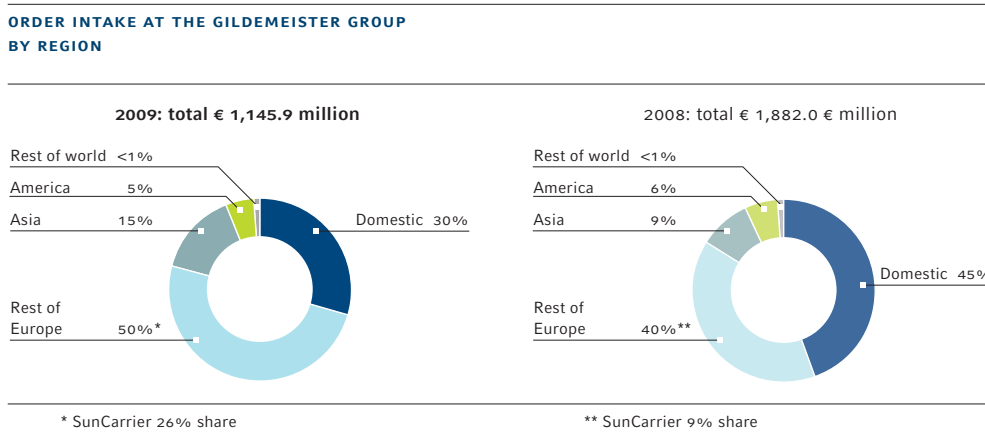 ORDER INTAKE AT THE GILDEMEISTER GROUP
BY REGION
2009: total € 1,145.9 million
Rest of world <1%
America 5%
Asia 15%
Domestic 30%
Rest of
Europe 50%*
* SunCarrier 26% share
2008: total € 1,882.0 € million
Rest of world <1%
America 6%
Asia 9%
Domestic 45%
Rest of
Europe 40%**
** SunCarrier 9% share